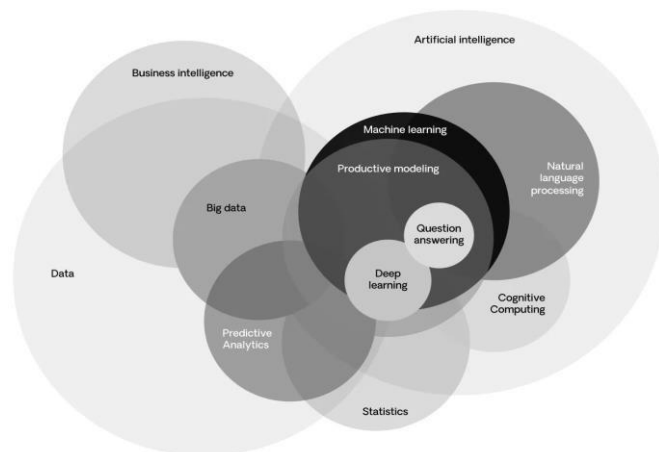 Artificial intelligence
Business intelligence
Machine learning
Productive modeling
Natural
language
processing
Big data
Question
answering
Data
Deep
learning
Cognitive
Computing
Predictive
Analytics
Statistics